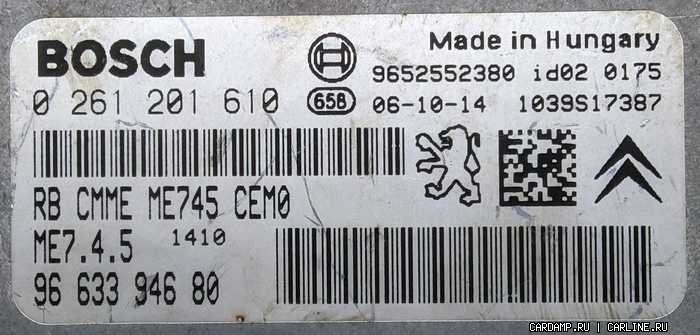 BOSCH
Made in Hungary
9652552380 id02 0175
0 261 201 610
658
06-10-14 1039S17387
RB CMME ME745 CEM0
ME7.4.5 1410
96 633 946 80
CARDAMP.RU | CARLINE.RU